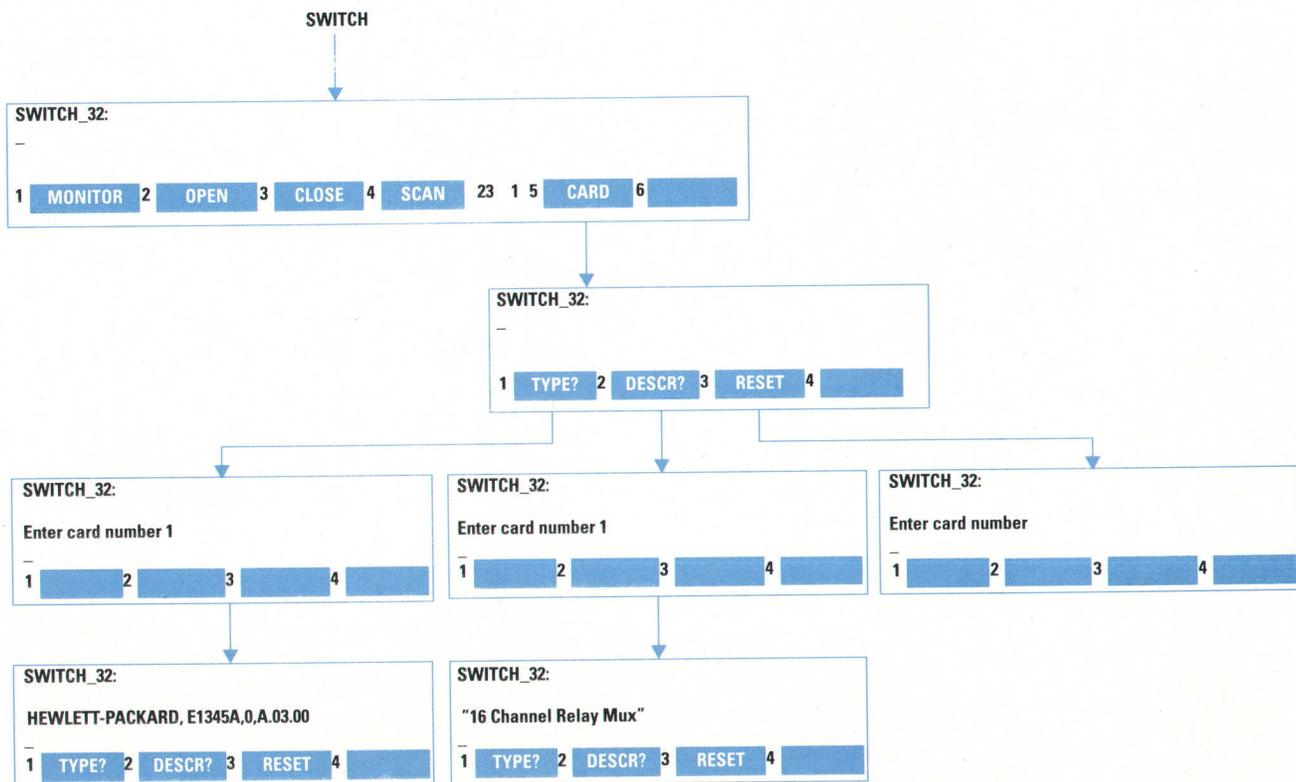 SWITCH
SWITCH_32:
_
1 MONITOR 2 OPEN 3 CLOSE 4 SCAN 23 1 5 CARD 6
SWITCH_32:
_
1 TYPE? 2 DESCR? 3 RESET 4
SWITCH_32:
Enter card number 1
_
1 2 3 4
SWITCH_32:
Enter card number 1
_
1 2 3 4
SWITCH_32:
Enter card number
_
1 2 3 4
SWITCH_32:
HEWLETT-PACKARD, E1345A,0,A.03.00
_
1 TYPE? 2 DESCR? 3 RESET 4
SWITCH_32:
"16 Channel Relay Mux"
_
1 TYPE? 2 DESCR? 3 RESET 4